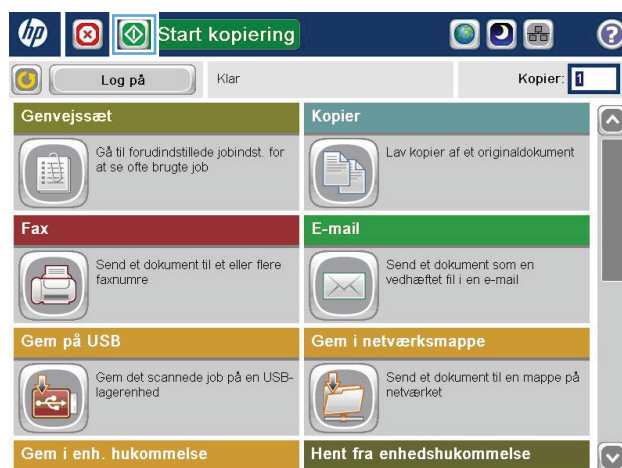 hp Start kopiering ?
Log på Klar Kopier: 1
Genvejssæt Kopier
Gå til forudindstillede jobindst. for Lav kopier af et originaldokument
at se ofte brugte job
Fax E-mail
Send et dokument til et eller flere Send et dokument som en
faxnumre vedhæftet fil i en e-mail
Gem på USB Gem i netværksmappe
Gem det scannede job på en USB- Send et dokument til en mappe på
lagerenhed netværket
Gem i enh. hukommelse Hent fra enhedshukommelse